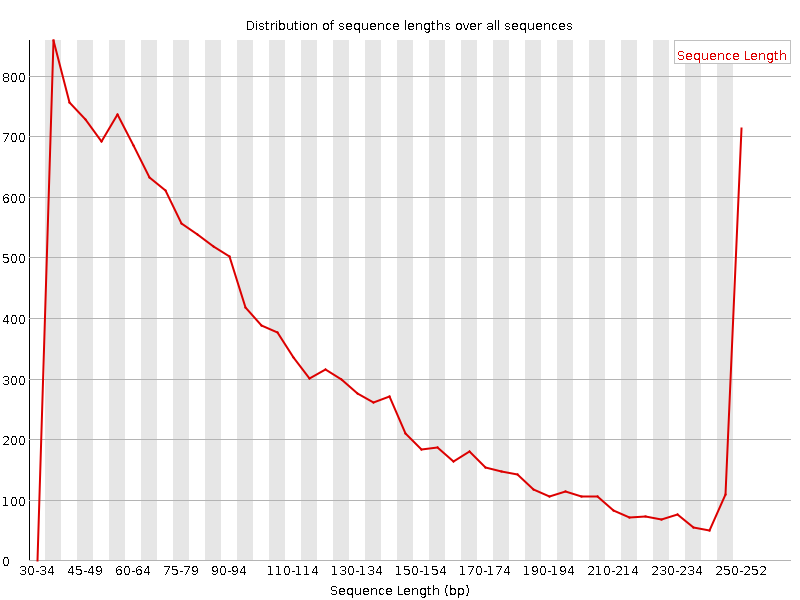 Distribution of sequence lengths over all sequences
Sequence Length
800
700
600
500
400
300
200
100
0
30-34 45-49 60-64 75-79 90-94 110-114 130-134 150-154 170-174 190-194 210-214 230-234 250-252
Sequence Length (bp)